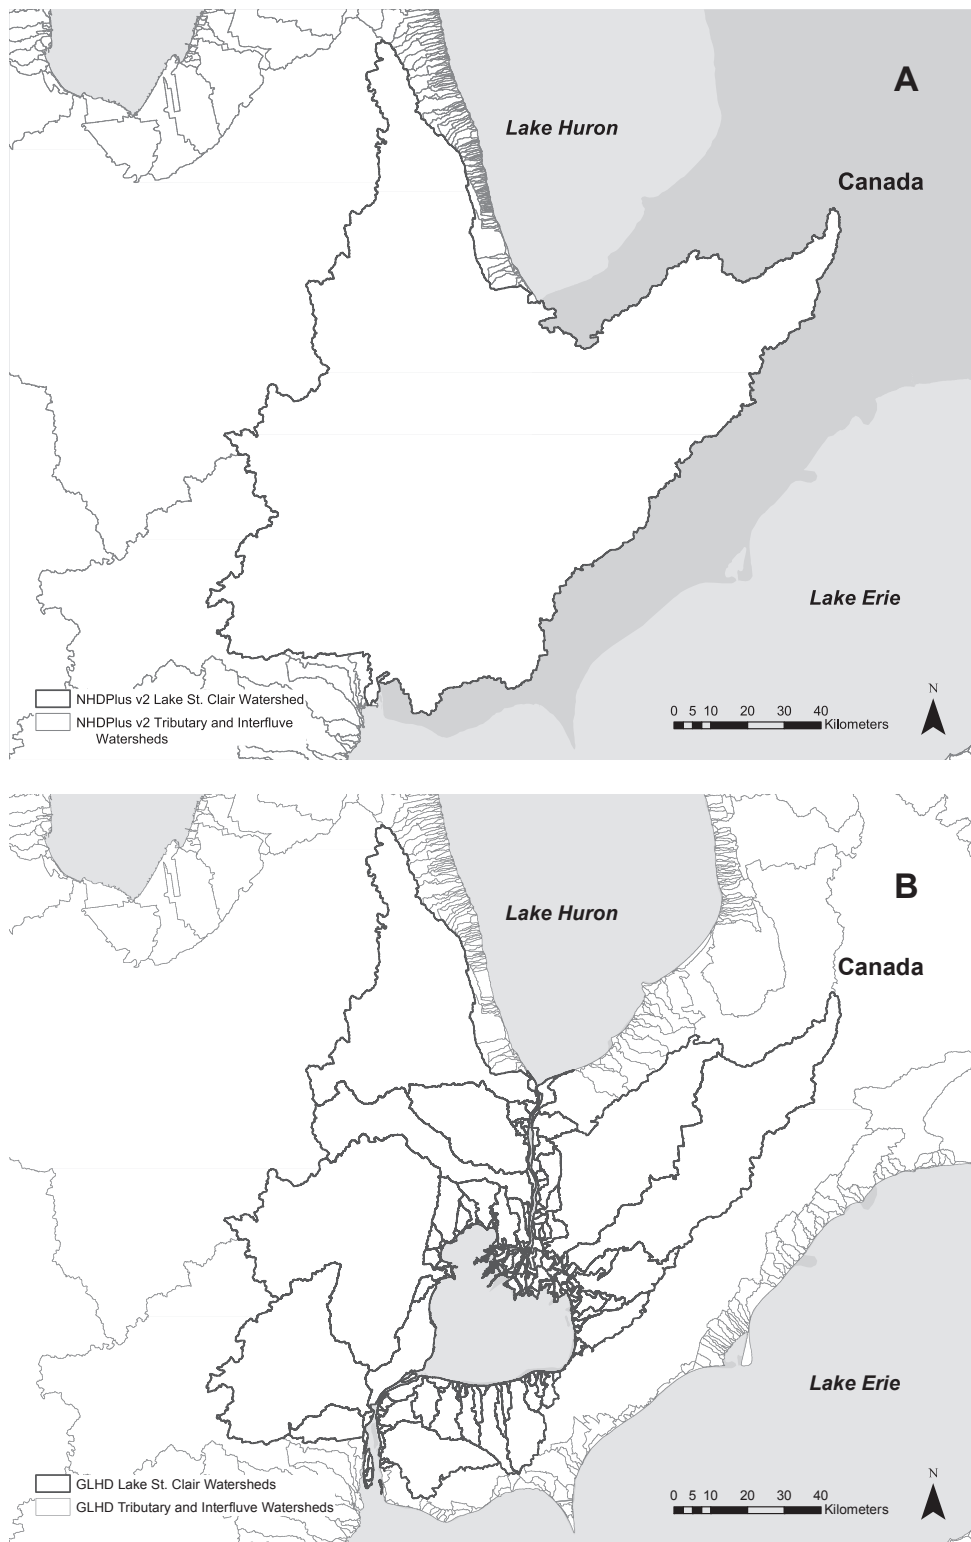 A
Lake Huron
Canada
Lake Erie
NHDPlus v2 Lake St. Clair Watershed
NHDPlus v2 Tributary and Interfluve
Watersheds
0 5 10 20 30 40
Kilometers
N
B
Lake Huron
Canada
Lake Erie
GLHD Lake St. Clair Watersheds
GLHD Tributary and Interfluve Watersheds
0 5 10 20 30 40
Kilometers
N